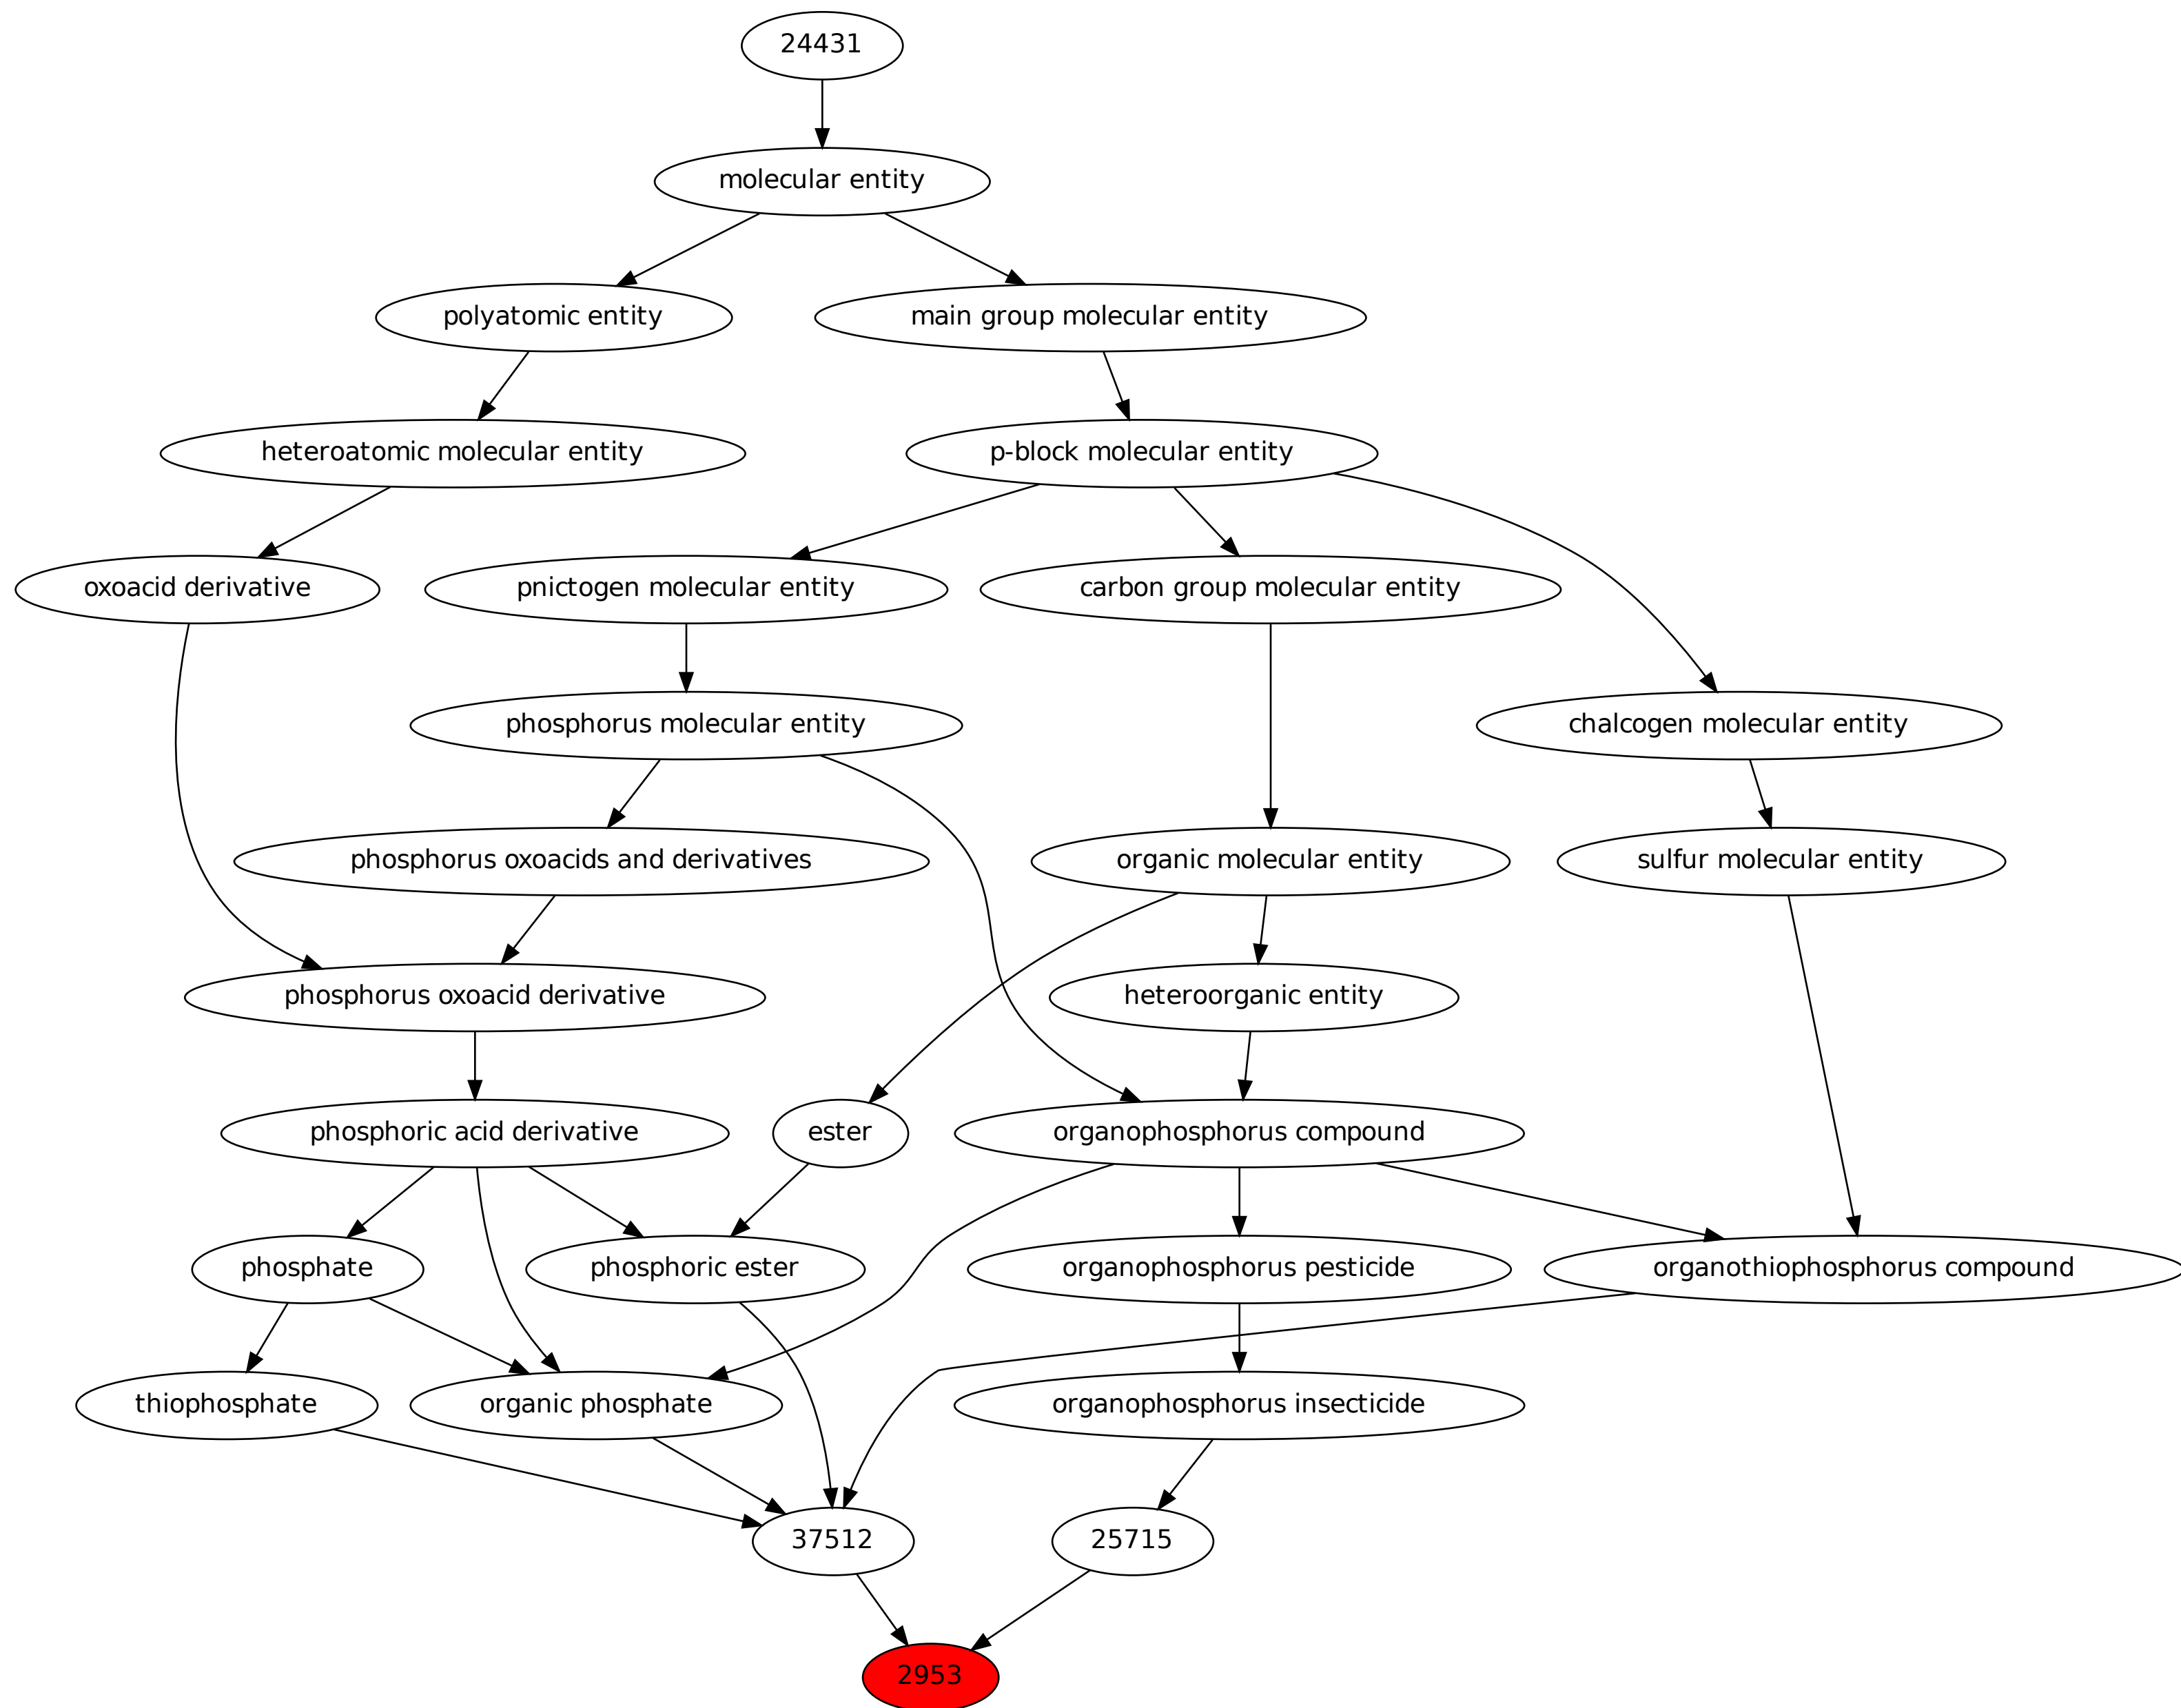 24431
molecular entity
polyatomic entity
main group molecular entity
heteroatomic molecular entity
p-block molecular entity
oxoacid derivative
pnictogen molecular entity
carbon group molecular entity
phosphorus molecular entity
chalcogen molecular entity
phosphorus oxoacids and derivatives
organic molecular entity
sulfur molecular entity
phosphorus oxoacid derivative
heteroorganic entity
phosphoric acid derivative
ester
organophosphorus compound
phosphate
phosphoric ester
organophosphorus pesticide
organothiophosphorus compound
thiophosphate
organic phosphate
organophosphorus insecticide
37512
25715
2953